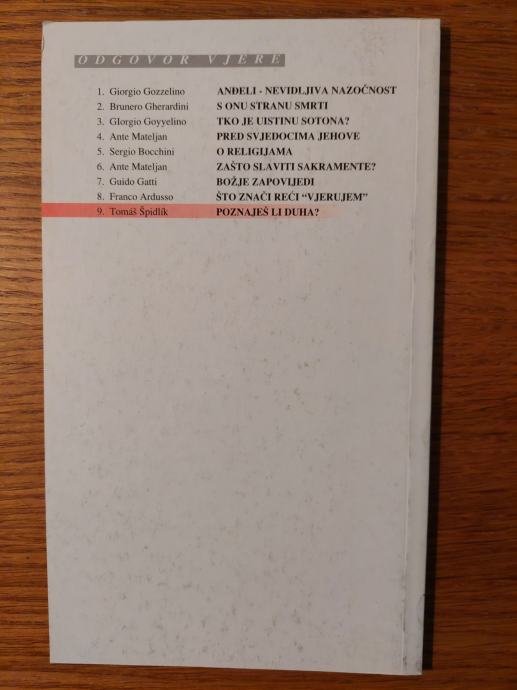 ODGOVOR VJERE
1. Giorgio Gozzelino ANĐELI - NEVIDLJIVA NAZOČNOST
2. Brunero Gherardini S ONU STRANU SMRTI
3. GIorgio Goyyelino TKO JE UISTINU SOTONA?
4. Ante Mateljan PRED SVJEDOCIMA JEHOVE
5. Sergio Bocchini O RELIGIJAMA
6. Ante Mateljan ZAŠTO SLAVITI SAKRAMENTE?
7. Guido Gatti BOŽJE ZAPOVIJEDI
8. Franco Ardusso ŠTO ZNAČI REĆI “VJERUJEM”
9. Tomáš Špidlík POZNAJEŠ LI DUHA?